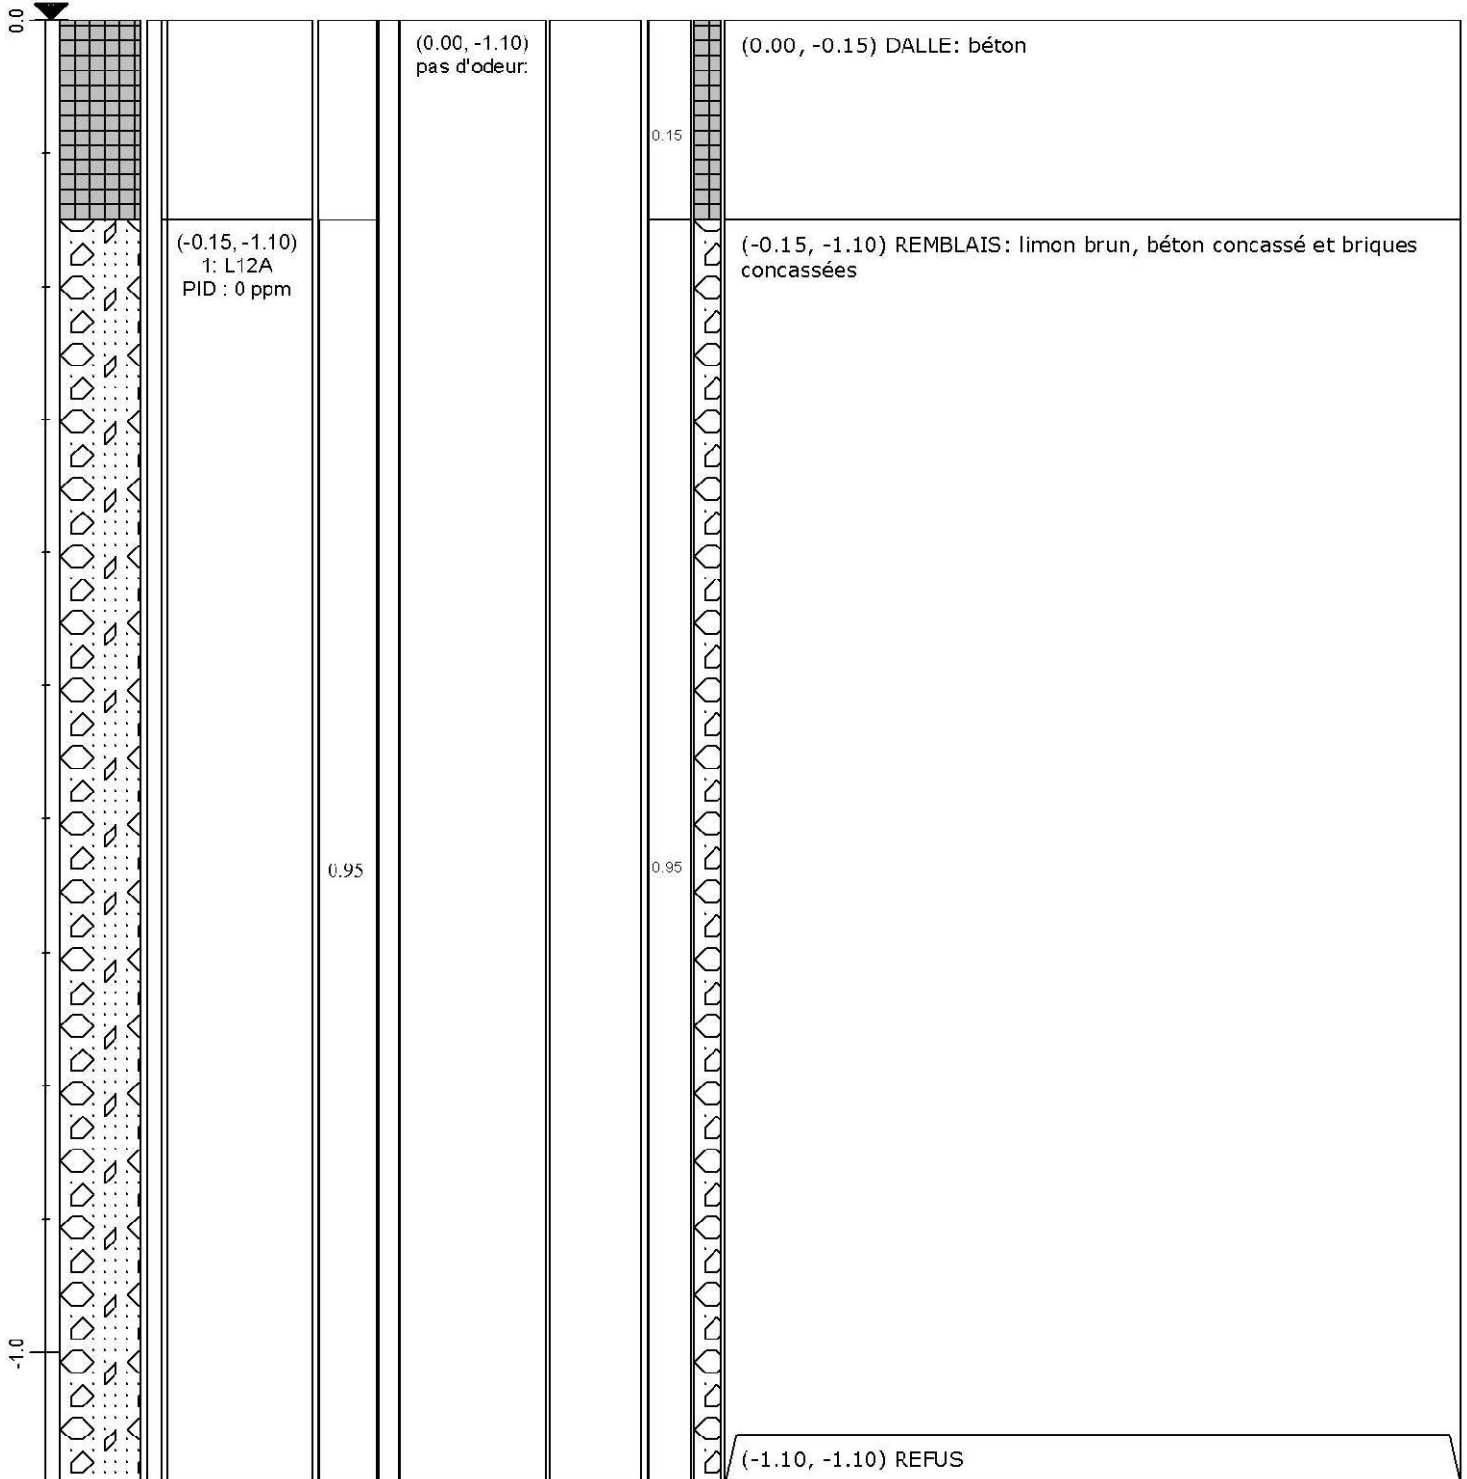 0.0
(0.00, -1.10)
pas d'odeur:
(0.00, -0.15) DALLE: béton
0.15
(-0.15, -1.10)
1: L12A
PID : 0 ppm
(-0.15, -1.10) REMBLAIS: limon brun, béton concassé et briques
concassées
0.95
0.95
-1.0
(-1.10, -1.10) REFUS